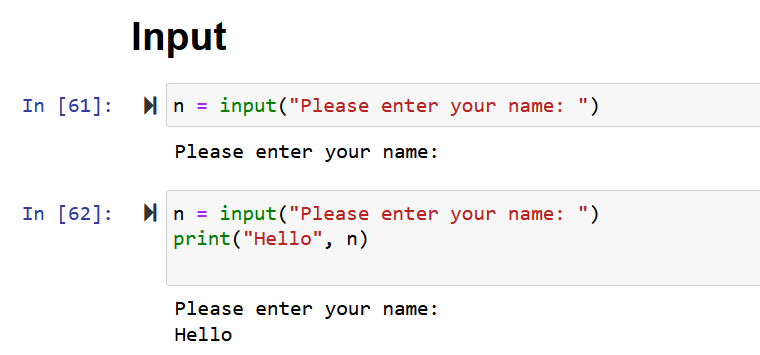 Input
In [61]:
n = input("Please enter your name: ")
Please enter your name:
In [62]:
n = input("Please enter your name: ")
print("Hello", n)
Please enter your name:
Hello